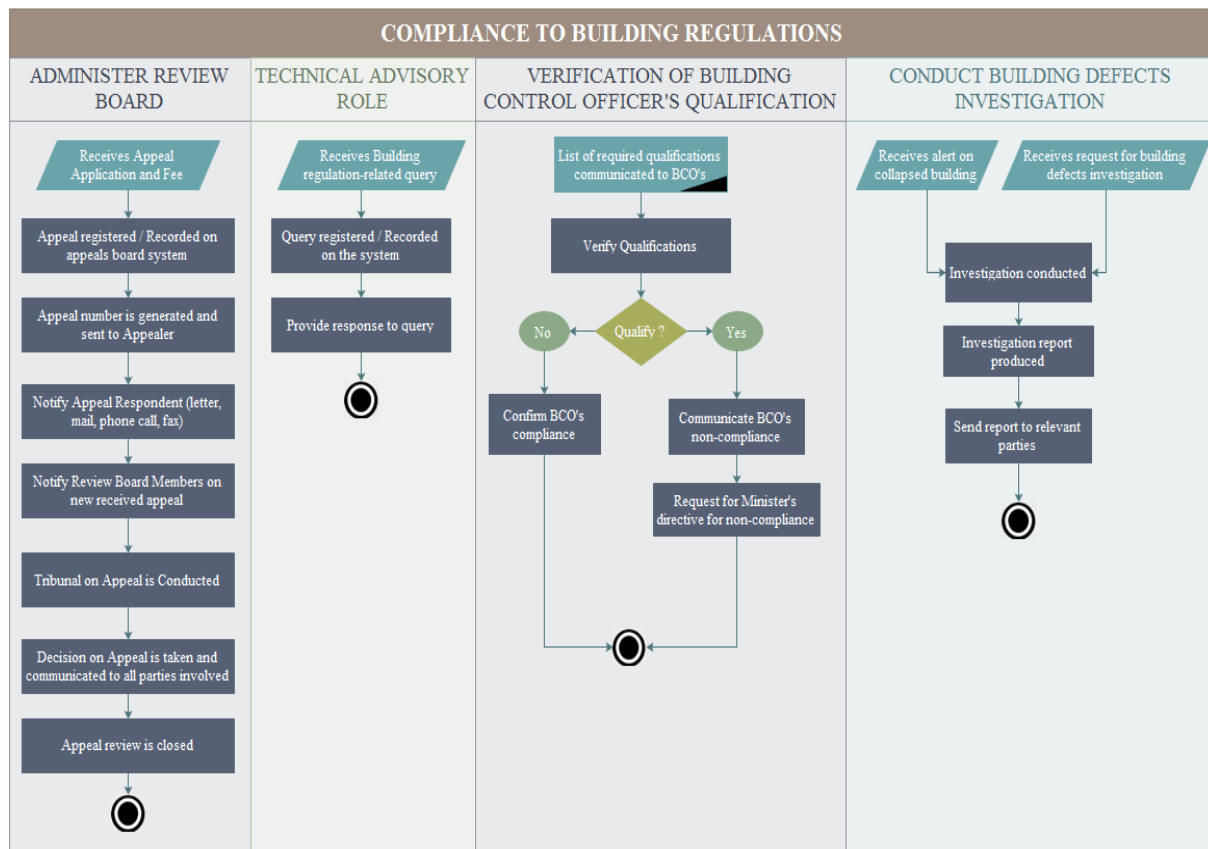 COMPLIANCE TO BUILDING REGULATIONS
ADMINISTER REVIEW
BOARD
Receives Appeal
Application and Fee
Appeal registered / Recorded on
appeals board system
Appeal number is generated and
sent to Appealer
Notify Appeal Respondent (letter,
mail, phone call, fax)
Notify Review Board Members on
new received appeal
Tribunal on Appeal is Conducted
Decision on Appeal is taken and
communicated to all parties involved
Appeal review is closed
TECHNICAL ADVISORY
ROLE
Receives Building
regulation-related query
Query registered / Recorded
on the system
Provide response to query
VERIFICATION OF BUILDING
CONTROL OFFICER'S QUALIFICATION
List of required qualifications
communicated to BCO's
Verify Qualifications
No
Qualify ?
Yes
Confirm BCO's
compliance
Communicate BCO's
non-compliance
Request for Minister's
directive for non-compliance
CONDUCT BUILDING DEFECTS
INVESTIGATION
Receives alert on
collapsed building
Receives request for building
defects investigation
Investigation conducted
Investigation report
produced
Send report to relevant
parties